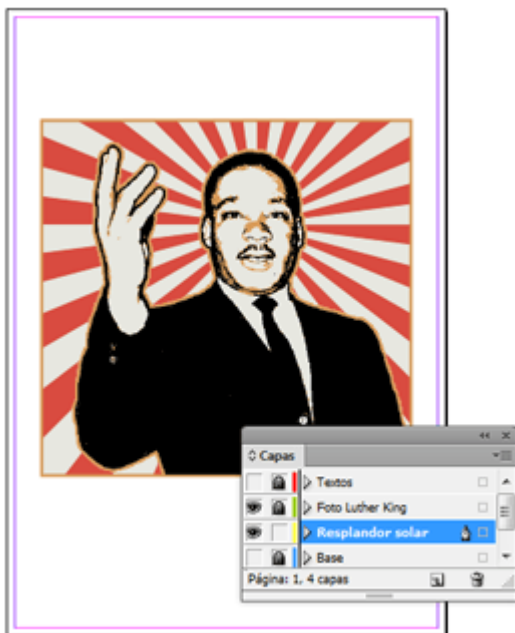 Capas
Textos
Foto Luther King
Resplandor solar
Base
Página: 1, 4 capas